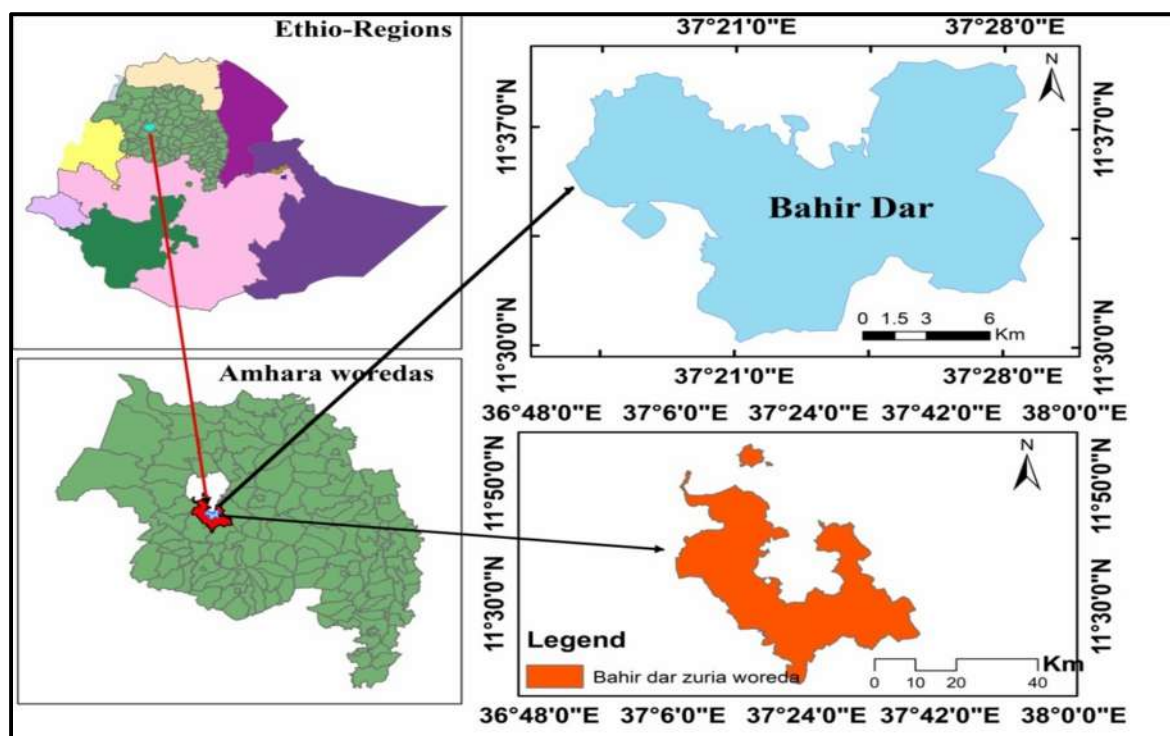 Ethio-Regions
37°21'0"E
37°28'0"E
N
11°37'0"N
11°37'0"N
Bahir Dar
0 1.5 3 6
Km
11°30'0"N
11°30'0"N
37°21'0"E
37°28'0"E
Amhara woredas
36°48'0"E 37°6'0"E 37°24'0"E 37°42'0"E 38°0'0"E
N
11°50'0"N
11°50'0"N
11°30'0"N
11°30'0"N
Legend
Bahir dar zuria woreda
Km
0 10 20 40
36°48'0"E 37°6'0"E 37°24'0"E 37°42'0"E 38°0'0"E